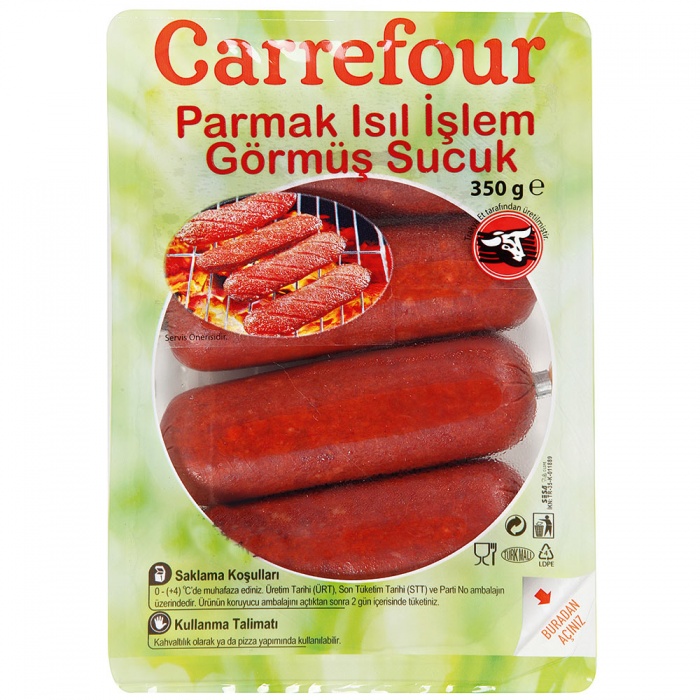 Carrefour
Parmak Isıl İşlem
Görmüş Sucuk
350 g e
Et tarafından üretilmiştir.
Servis Önerisidir.
TÜRK MALI
4
LDPE
Saklama Koşulları
0 - (+4) °C'de muhafaza ediniz. Üretim Tarihi (ÜRT), Son Tüketim Tarihi (STT) ve Parti No ambalajın
üzerindedir. Ürünün koruyucu ambalajını açtıktan sonra 2 gün içerisinde tüketiniz.
Kullanma Talimatı
Kahvaltılık olarak ya da pizza yapımında kullanılabilir.
BURADAN
AÇINIZ